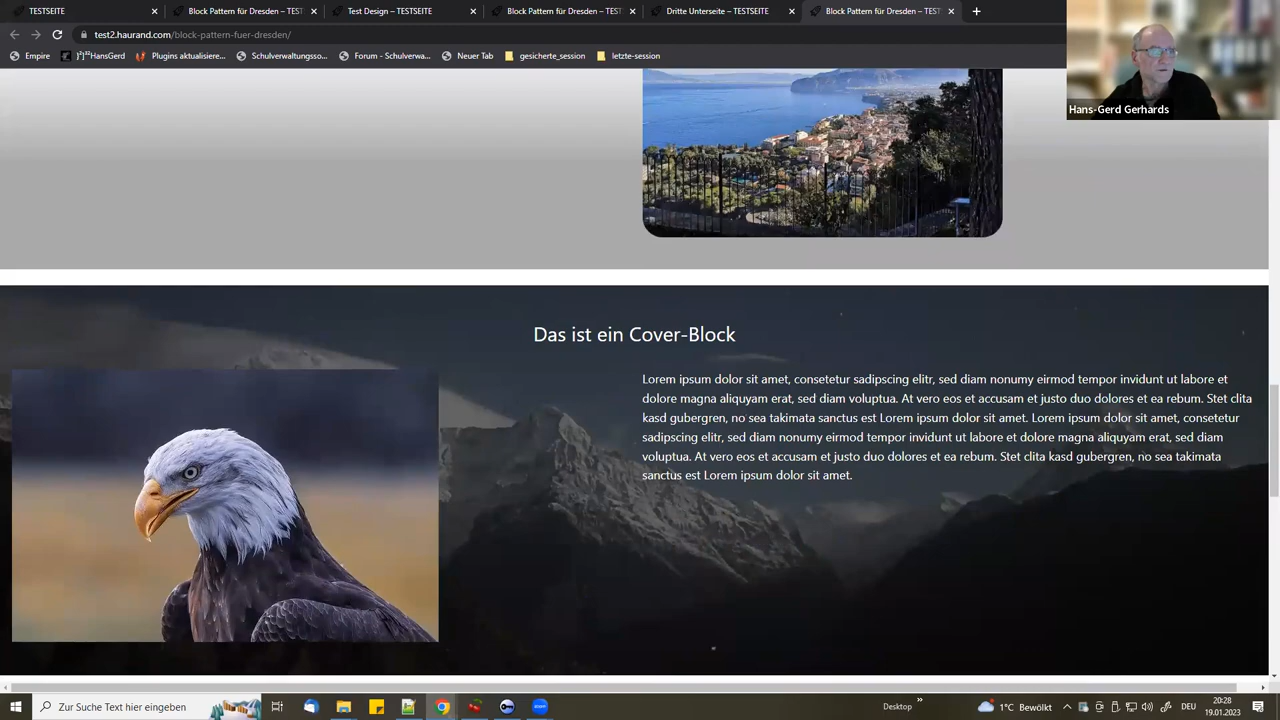 TESTSEITE
Block Pattern für Dresden – TEST
Test Design – TESTSEITE
Block Pattern für Dresden – TEST
Dritte Unterseite – TESTSEITE
Block Pattern für Dresden – TEST
test2.haurand.com/block-pattern-fuer-dresden/
Empire
HansGerd
Plugins aktualisiere...
Schulverwaltungsso...
Forum - Schulverwa...
Neuer Tab
gesicherte_session
letzte-session
Hans-Gerd Gerhards
Das ist ein Cover-Block
Lorem ipsum dolor sit amet, consetetur sadipscing elitr, sed diam nonumy eirmod tempor invidunt ut labore et
dolore magna aliquyam erat, sed diam voluptua. At vero eos et accusam et justo duo dolores et ea rebum. Stet clita
kasd gubergren, no sea takimata sanctus est Lorem ipsum dolor sit amet. Lorem ipsum dolor sit amet, consetetur
sadipscing elitr, sed diam nonumy eirmod tempor invidunt ut labore et dolore magna aliquyam erat, sed diam
voluptua. At vero eos et accusam et justo duo dolores et ea rebum. Stet clita kasd gubergren, no sea takimata
sanctus est Lorem ipsum dolor sit amet.
Zur Suche Text hier eingeben
Desktop
1°C Bewölkt
DEU
20:28
19.01.2023